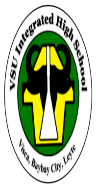 VSU Integrated High School
Visca, Baybay City, Leyte